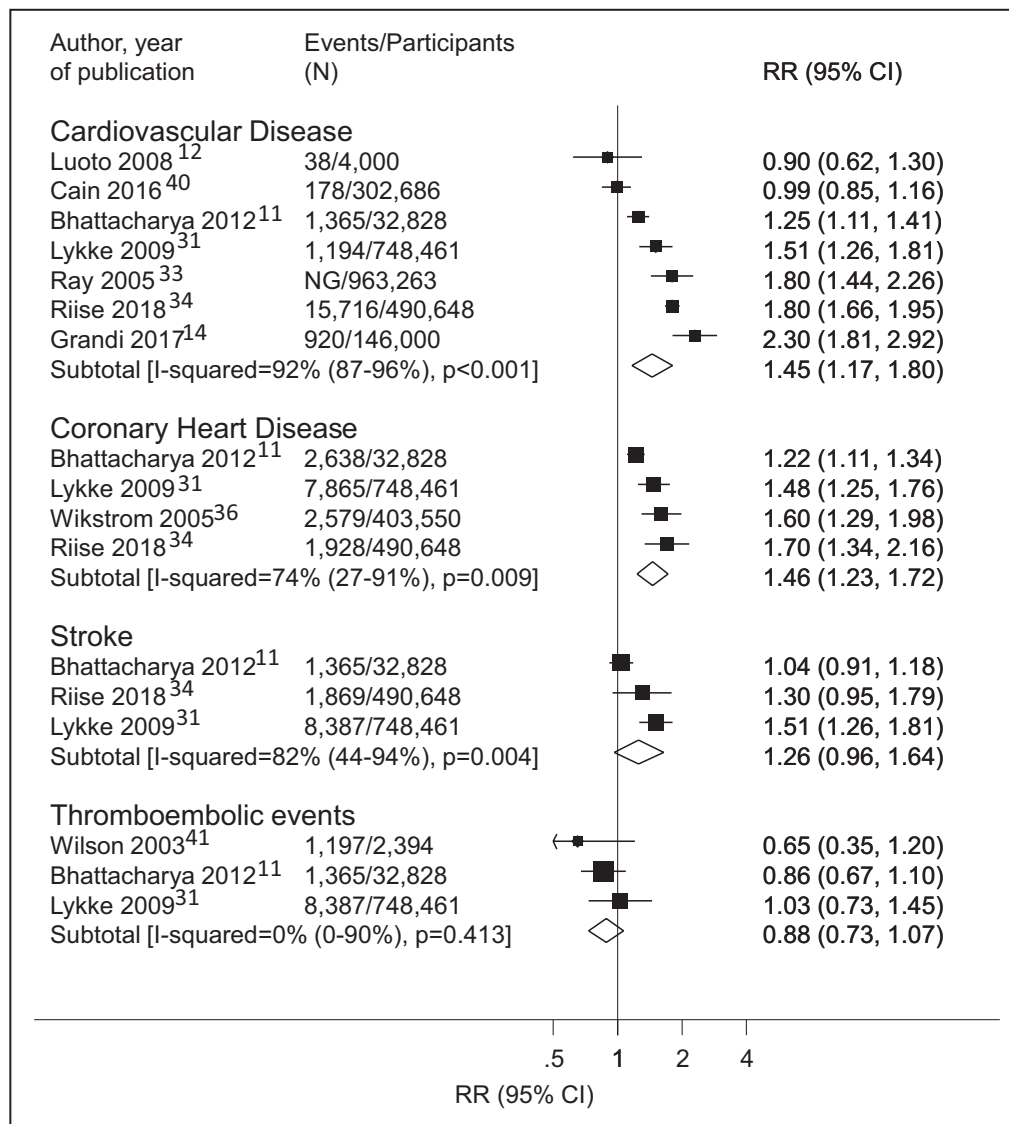 Author, year Events/Participants
of publication (N) RR (95% CI)
Cardiovascular Disease
Luoto 2008 12 38/4,000 0.90 (0.62, 1.30)
Cain 2016 40 178/302,686 0.99 (0.85, 1.16)
Bhattacharya 2012 11 1,365/32,828 1.25 (1.11, 1.41)
Lykke 2009 31 1,194/748,461 1.51 (1.26, 1.81)
Ray 2005 33 NG/963,263 1.80 (1.44, 2.26)
Riise 2018 34 15,716/490,648 1.80 (1.66, 1.95)
Grandi 2017 14 920/146,000 2.30 (1.81, 2.92)
Subtotal [I-squared=92% (87-96%), p<0.001] 1.45 (1.17, 1.80)
Coronary Heart Disease
Bhattacharya 2012 11 2,638/32,828 1.22 (1.11, 1.34)
Lykke 2009 31 7,865/748,461 1.48 (1.25, 1.76)
Wikstrom 2005 36 2,579/403,550 1.60 (1.29, 1.98)
Riise 2018 34 1,928/490,648 1.70 (1.34, 2.16)
Subtotal [I-squared=74% (27-91%), p=0.009] 1.46 (1.23, 1.72)
Stroke
Bhattacharya 2012 11 1,365/32,828 1.04 (0.91, 1.18)
Riise 2018 34 1,869/490,648 1.30 (0.95, 1.79)
Lykke 2009 31 8,387/748,461 1.51 (1.26, 1.81)
Subtotal [I-squared=82% (44-94%), p=0.004] 1.26 (0.96, 1.64)
Thromboembolic events
Wilson 2003 41 1,197/2,394 0.65 (0.35, 1.20)
Bhattacharya 2012 11 1,365/32,828 0.86 (0.67, 1.10)
Lykke 2009 31 8,387/748,461 1.03 (0.73, 1.45)
Subtotal [I-squared=0% (0-90%), p=0.413] 0.88 (0.73, 1.07)
.5 1 2 4
RR (95% CI)